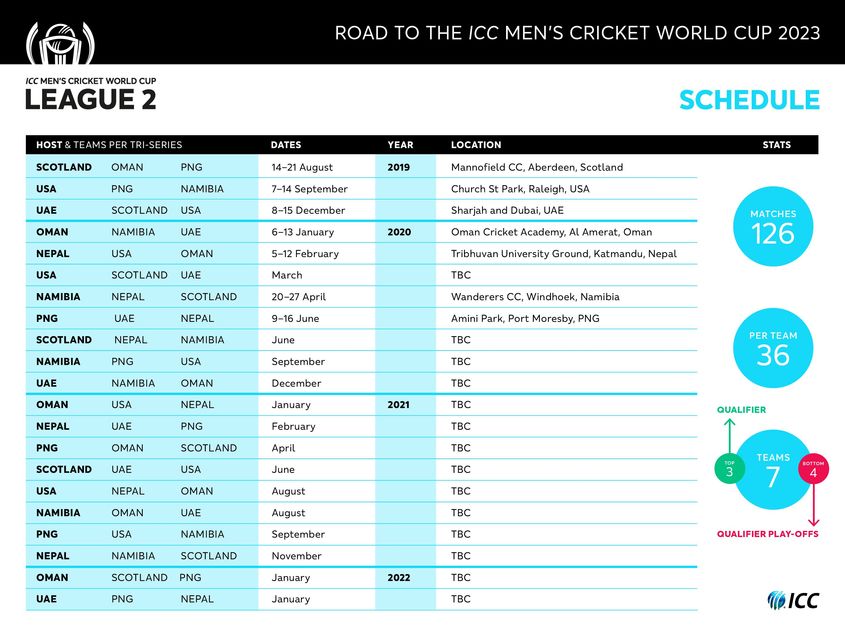 ROAD TO THE ICC MEN'S CRICKET WORLD CUP 2023
ICC MEN'S CRICKET WORLD CUP
LEAGUE 2
SCHEDULE
HOST & TEAMS PER TRI-SERIES DATES YEAR LOCATION STATS
SCOTLAND OMAN PNG 14–21 August 2019 Mannofield CC, Aberdeen, Scotland
USA PNG NAMIBIA 7–14 September Church St Park, Raleigh, USA
UAE SCOTLAND USA 8–15 December Sharjah and Dubai, UAE
OMAN NAMIBIA UAE 6–13 January 2020 Oman Cricket Academy, Al Amerat, Oman
NEPAL USA OMAN 5–12 February Tribhuvan University Ground, Katmandu, Nepal
USA SCOTLAND UAE March TBC
NAMIBIA NEPAL SCOTLAND 20–27 April Wanderers CC, Windhoek, Namibia
PNG UAE NEPAL 9–16 June Amini Park, Port Moresby, PNG
SCOTLAND NEPAL NAMIBIA June TBC
NAMIBIA PNG USA September TBC
UAE NAMIBIA OMAN December TBC
OMAN USA NEPAL January 2021 TBC
NEPAL UAE PNG February TBC
PNG OMAN SCOTLAND April TBC
SCOTLAND UAE USA June TBC
USA NEPAL OMAN August TBC
NAMIBIA OMAN UAE August TBC
PNG USA NAMIBIA September TBC
NEPAL NAMIBIA SCOTLAND November TBC
OMAN SCOTLAND PNG January 2022 TBC
UAE PNG NEPAL January TBC
MATCHES
126
PER TEAM
36
QUALIFIER
TOP
3
TEAMS
7
BOTTOM
4
QUALIFIER PLAY-OFFS
ICC